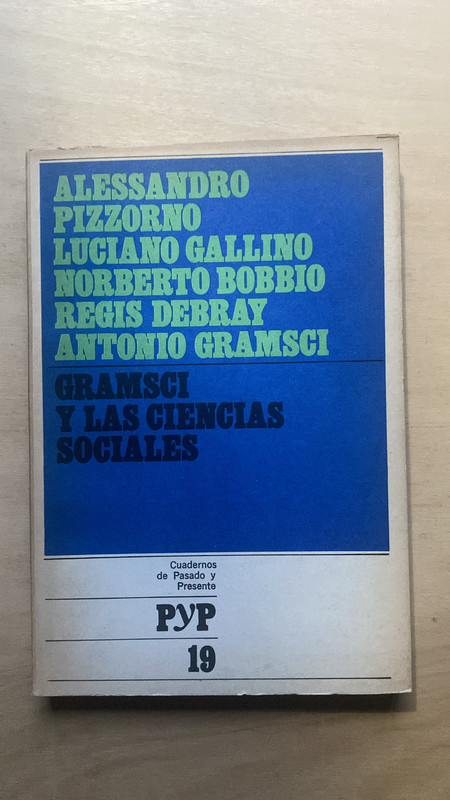 ALESSANDRO
PIZZORNO
LUCIANO GALLINO
NORBERTO BOBBIO
REGIS DEBRAY
ANTONIO GRAMSCI
GRAMSCI
Y LAS CIENCIAS
SOCIALES
Cuadernos
de Pasado y
Presente
PYP
19